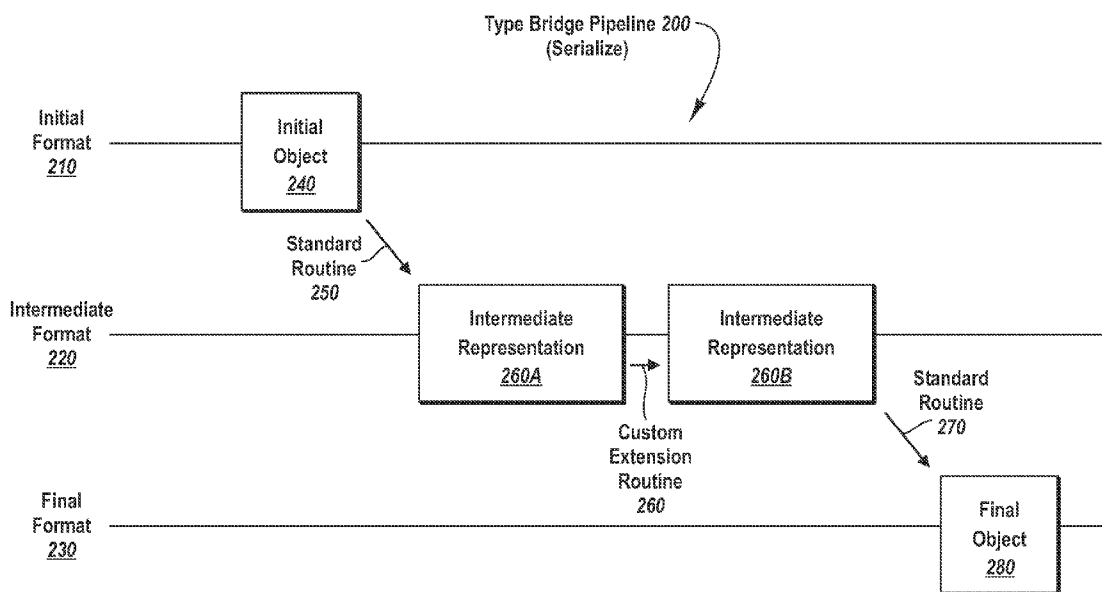 Type Bridge Pipeline 200
(Serialize)
Initial
Format
210
Initial
Object
240
Standard
Routine
250
Intermediate
Format
220
Intermediate
Representation
260A
Intermediate
Representation
260B
Custom
Extension
Routine
260
Standard
Routine
270
Final
Format
230
Final
Object
280